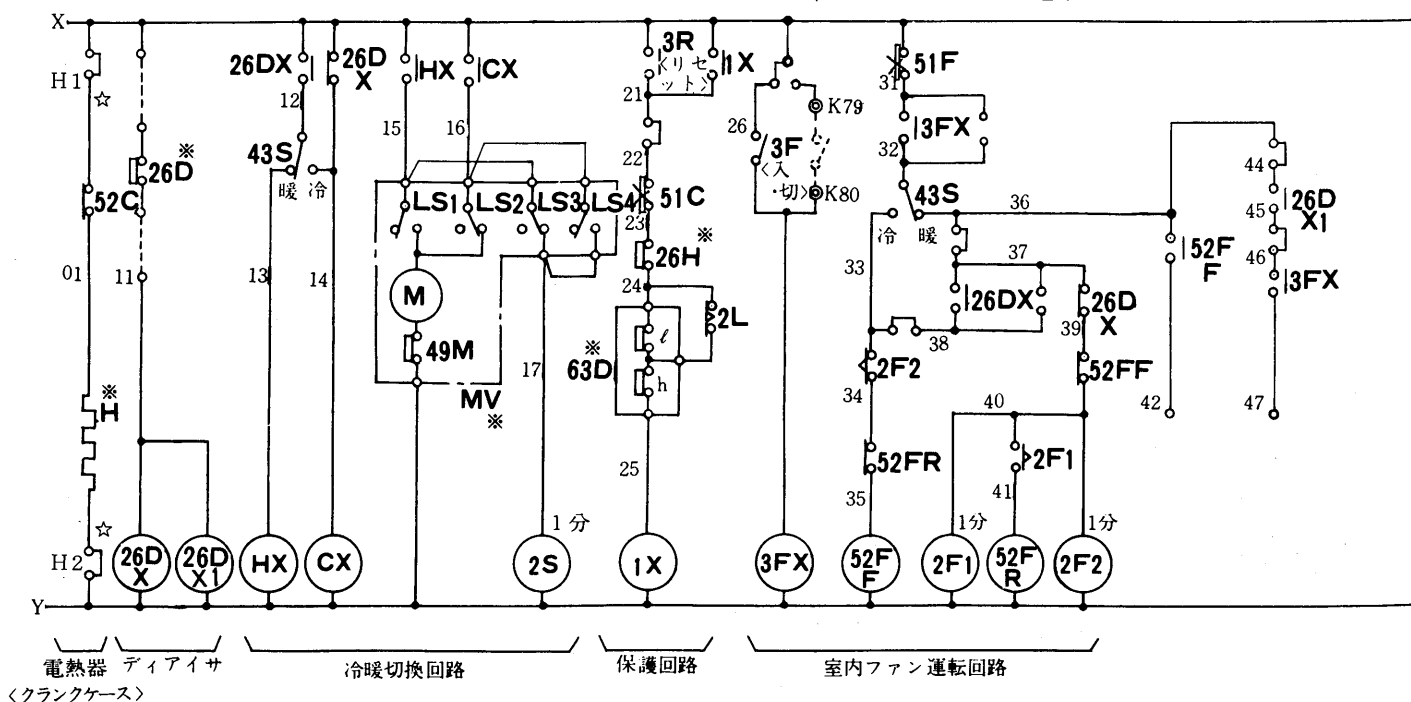 X
H1
☆
52C
01
※
H
☆
H2
Y
26D
※
11
26D
X
26D
X1
26DX
12
43S
暖 冷
13
HX
26D
X
14
CX
HX
15
CX
16
LS1
LS2
LS3
LS4
M
49M
MV
※
17
1分
2S
3R
〈リセ
ット〉
1X
21
22
51C
23
26H
※
24
2L
63D
※
ℓ
h
25
1X
26
3F
〈入
・切〉
K79
K80
3FX
51F
31
3FX
32
43S
冷 暖
33
36
37
26DX
26D
X
38
39
2F2
52FF
34
40
52FR
2F1
35
41
52F
F
1分
2F1
52F
R
1分
2F2
52F
F
42
44
45
26D
X1
46
3FX
47
電熱器
〈クランクケース〉
ディアイサ
冷暖切換回路
保護回路
室内ファン運転回路